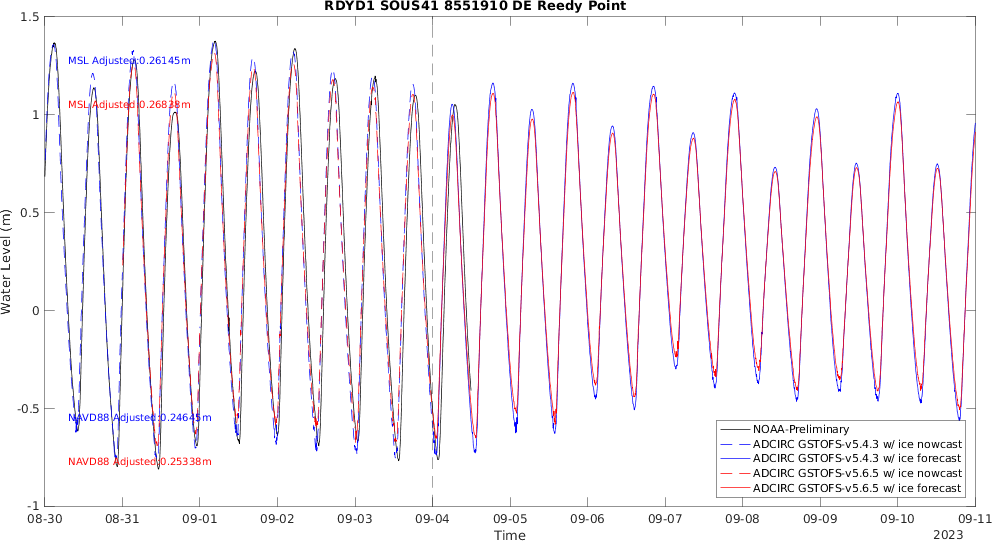 RDYD1 SOUS41 8551910 DE Reedy Point
1.5
MSL Adjusted:0.26145m
MSL Adjusted:0.26838m
1
0.5
Water Level (m)
0
-0.5
NAVD88 Adjusted:0.24645m
NAVD88 Adjusted:0.25338m
NOAA-Preliminary
ADCIRC GSTOFS-v5.4.3 w/ ice nowcast
ADCIRC GSTOFS-v5.4.3 w/ ice forecast
ADCIRC GSTOFS-v5.6.5 w/ ice nowcast
ADCIRC GSTOFS-v5.6.5 w/ ice forecast
-1
08-30 08-31 09-01 09-02 09-03 09-04 09-05 09-06 09-07 09-08 09-09 09-10 09-11
Time
2023